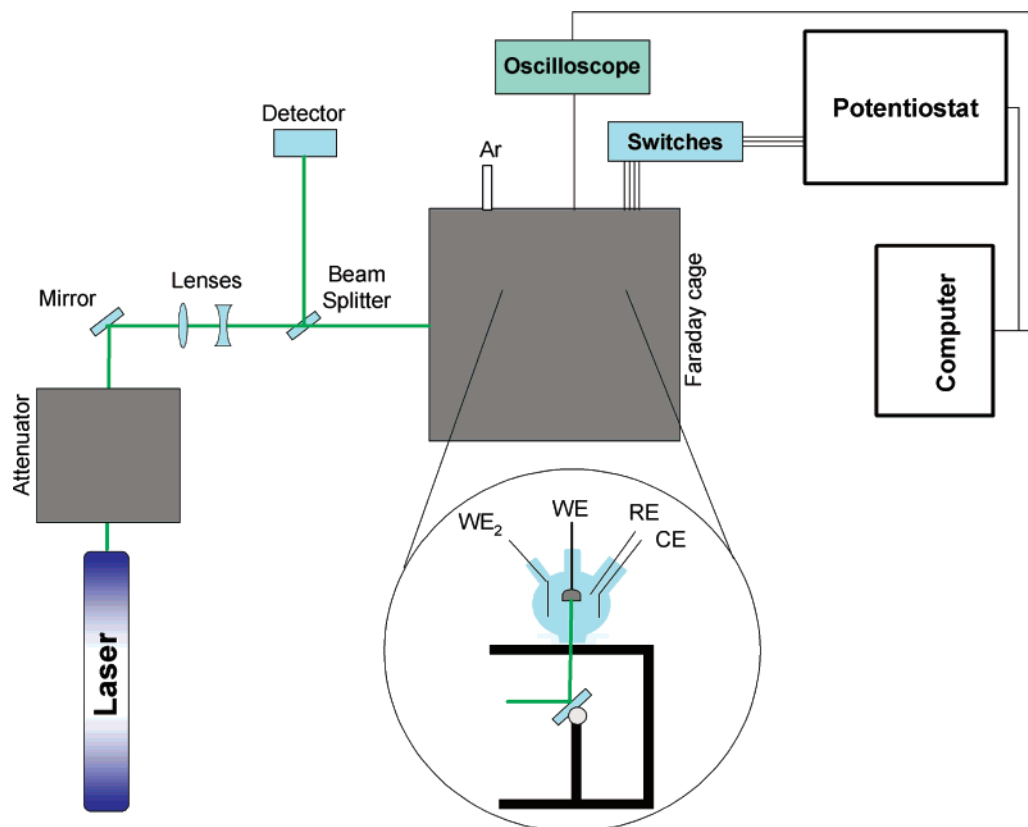 Oscilloscope
Potentiostat
Detector
Switches
Ar
Lenses
Beam
Splitter
Mirror
Faraday cage
Computer
Attenuator
WE
RE
WE₂
CE
Laser